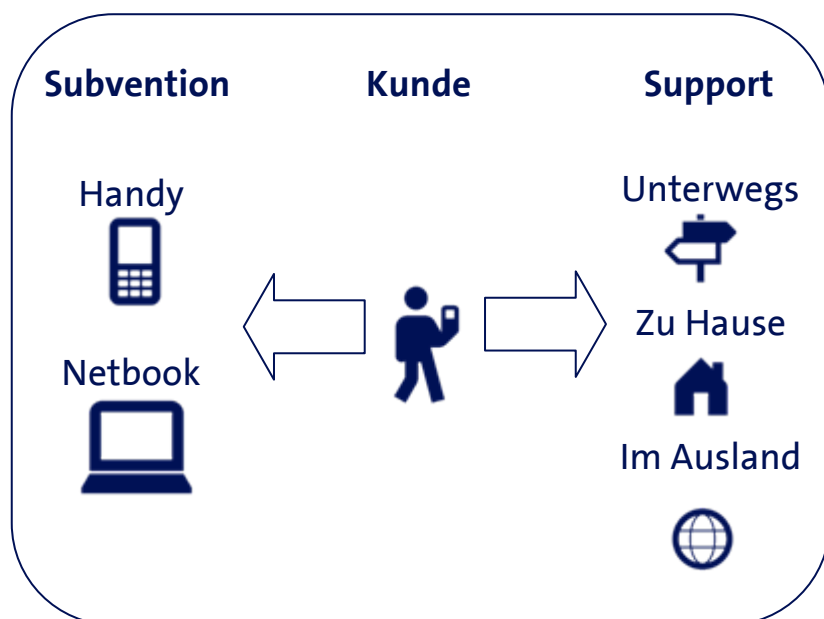 Subvention
Kunde
Support
Handy
Netbook
Unterwegs
Zu Hause
Im Ausland